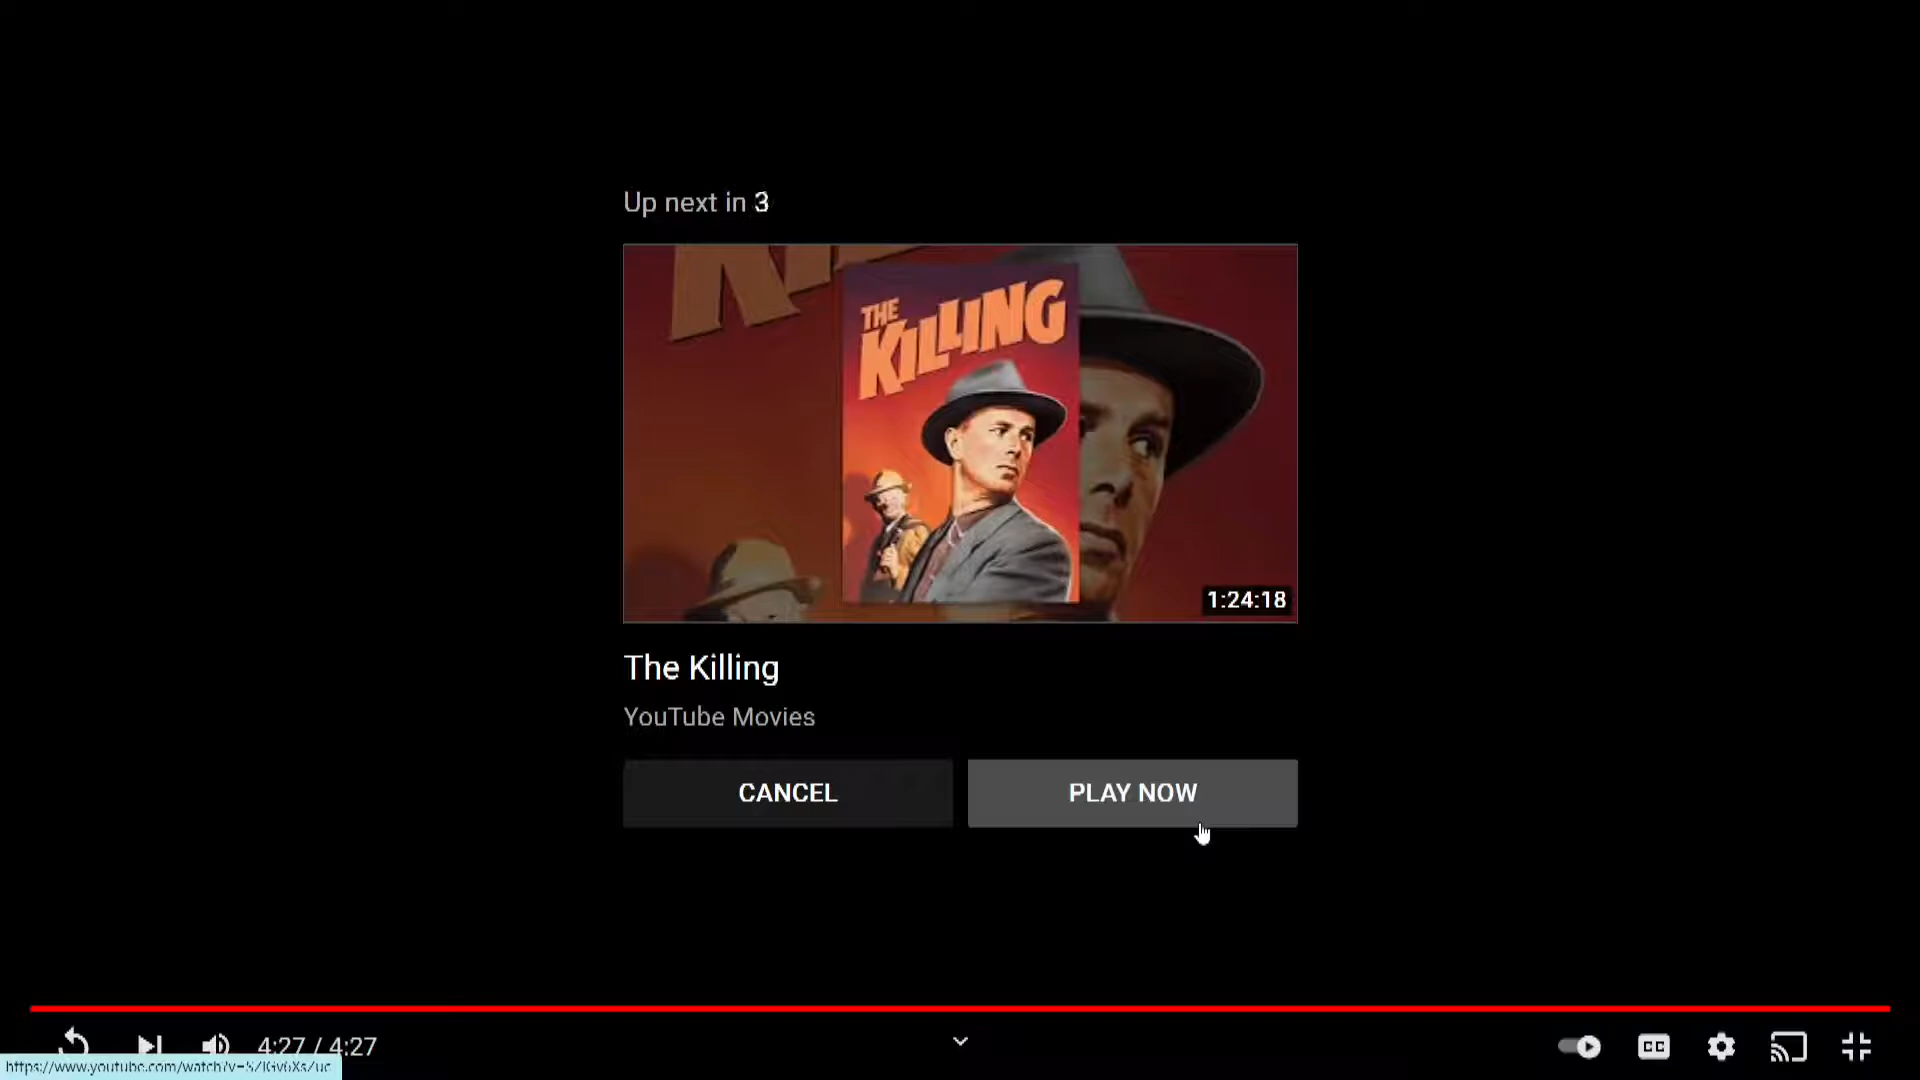 Up next in 3
THE
KILLING
1:24:18
The Killing
YouTube Movies
CANCEL
PLAY NOW
4:27 / 4:27
CC